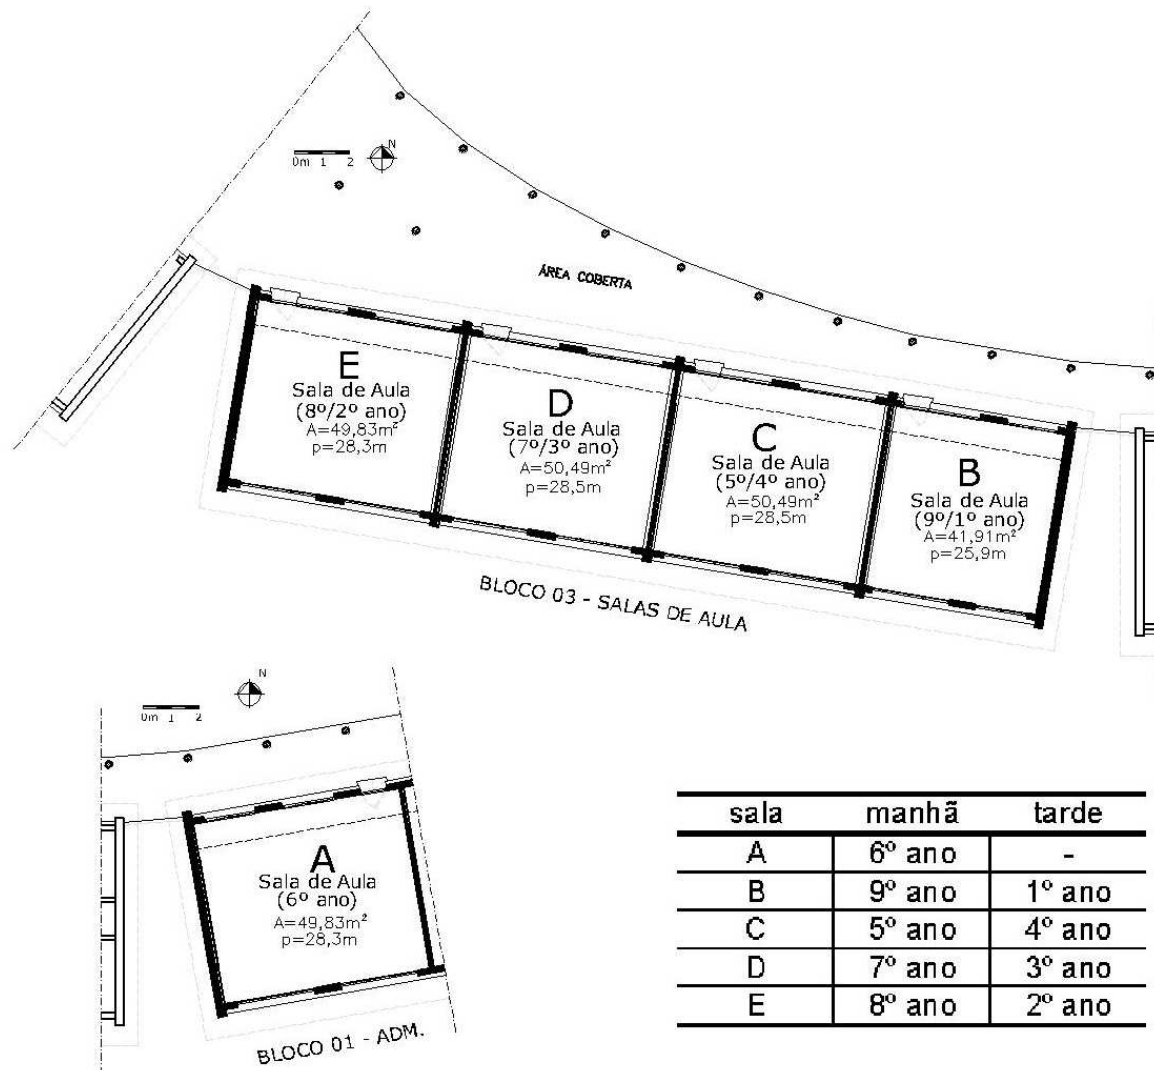 N
0m 1 2
ÁREA COBERTA
E
Sala de Aula
(8º/2º ano)
A=49,83m²
p=28,3m
D
Sala de Aula
(7º/3º ano)
A=50,49m²
p=28,5m
C
Sala de Aula
(5º/4º ano)
A=50,49m²
p=28,5m
B
Sala de Aula
(9º/1º ano)
A=41,91m²
p=25,9m
BLOCO 03 - SALAS DE AULA
N
0m 1 2
A
Sala de Aula
(6º ano)
A=49,83m²
p=28,3m
BLOCO 01 - ADM.
sala manhã tarde
A 6º ano -
B 9º ano 1º ano
C 5º ano 4º ano
D 7º ano 3º ano
E 8º ano 2º ano